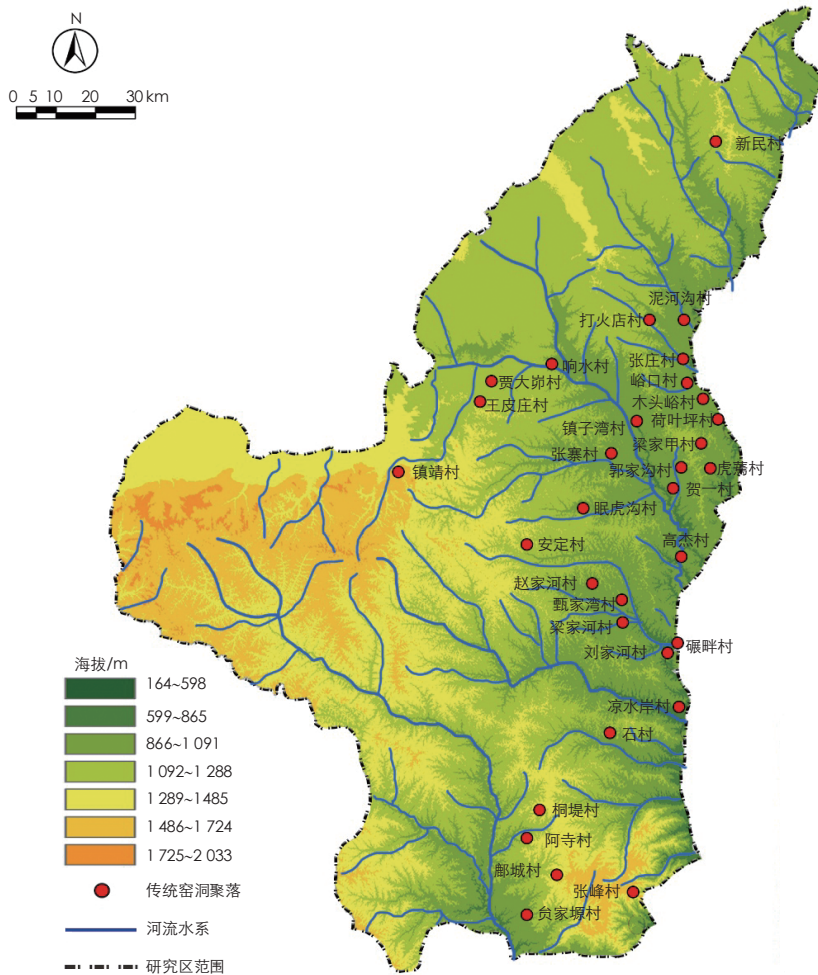 N
0 5 10 20 30 km
新民村
泥河沟村
打火店村
张庄村
响水村
峪口村
贾大峁村
木头峪村
王皮庄村
荷叶坪村
镇子湾村
梁家甲村
张寨村
郭家沟村
虎焉村
镇靖村
贺一村
眠虎沟村
安定村
高杰村
赵家河村
甄家湾村
梁家河村
碾畔村
刘家河村
凉水岸村
石村
桐堤村
阿寺村
鄜城村
张峰村
贠家塬村
海拔/m
164~598
599~865
866~1 091
1 092~1 288
1 289~1485
1 486~1 724
1 725~2 033
传统窑洞聚落
河流水系
研究区范围